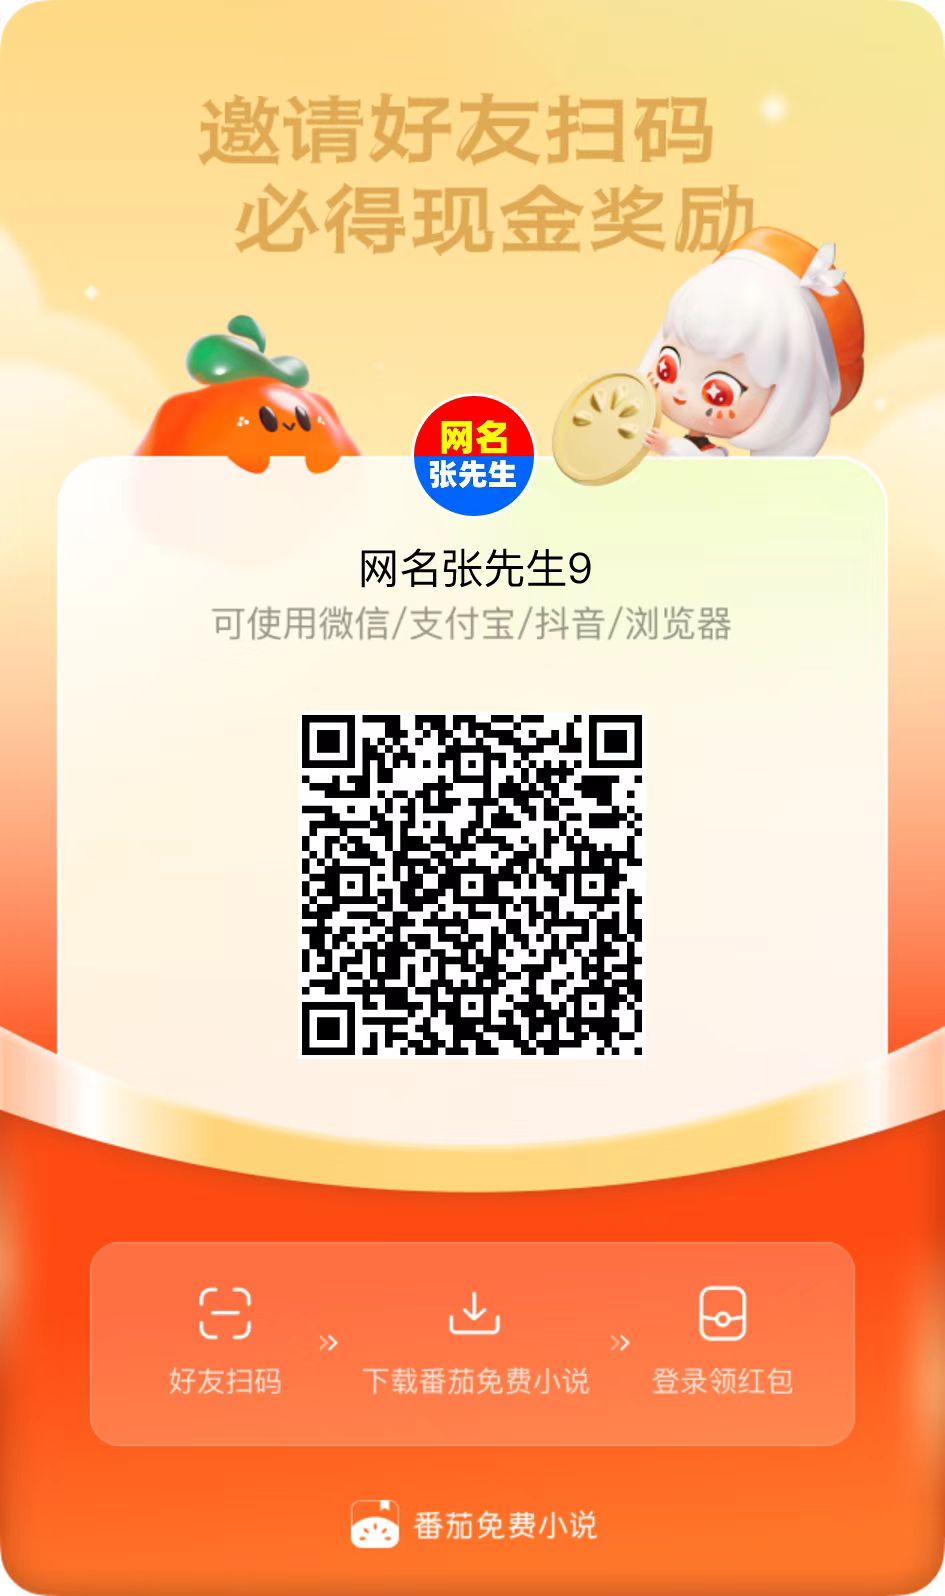 邀请好友扫码
必得现金奖励
网名
张先生
网名张先生9
可使用微信/支付宝/抖音/浏览器
好友扫码
下载番茄免费小说
登录领红包
番茄免费小说